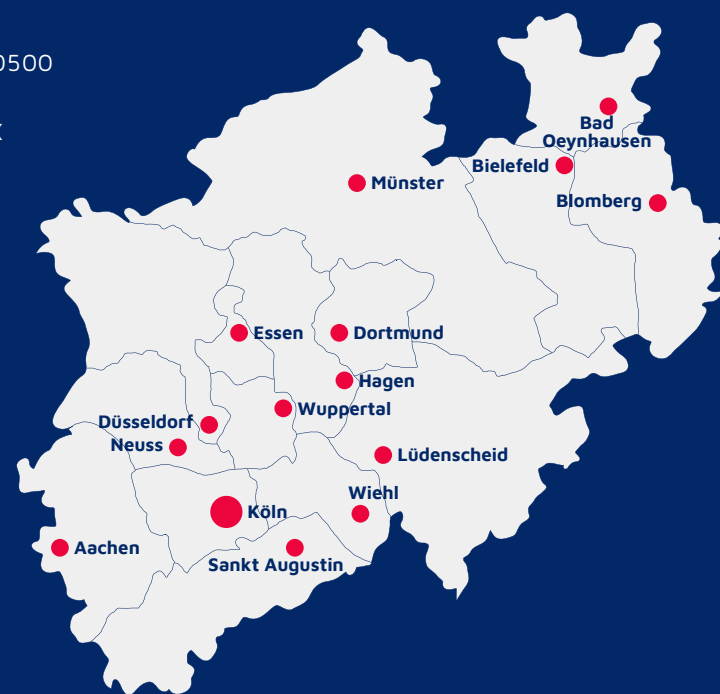 0500
Bad
Oeynhausen
Bielefeld
Münster
Blomberg
Essen
Dortmund
Hagen
Wuppertal
Düsseldorf
Neuss
Lüdenscheid
Wiehl
Köln
Aachen
Sankt Augustin